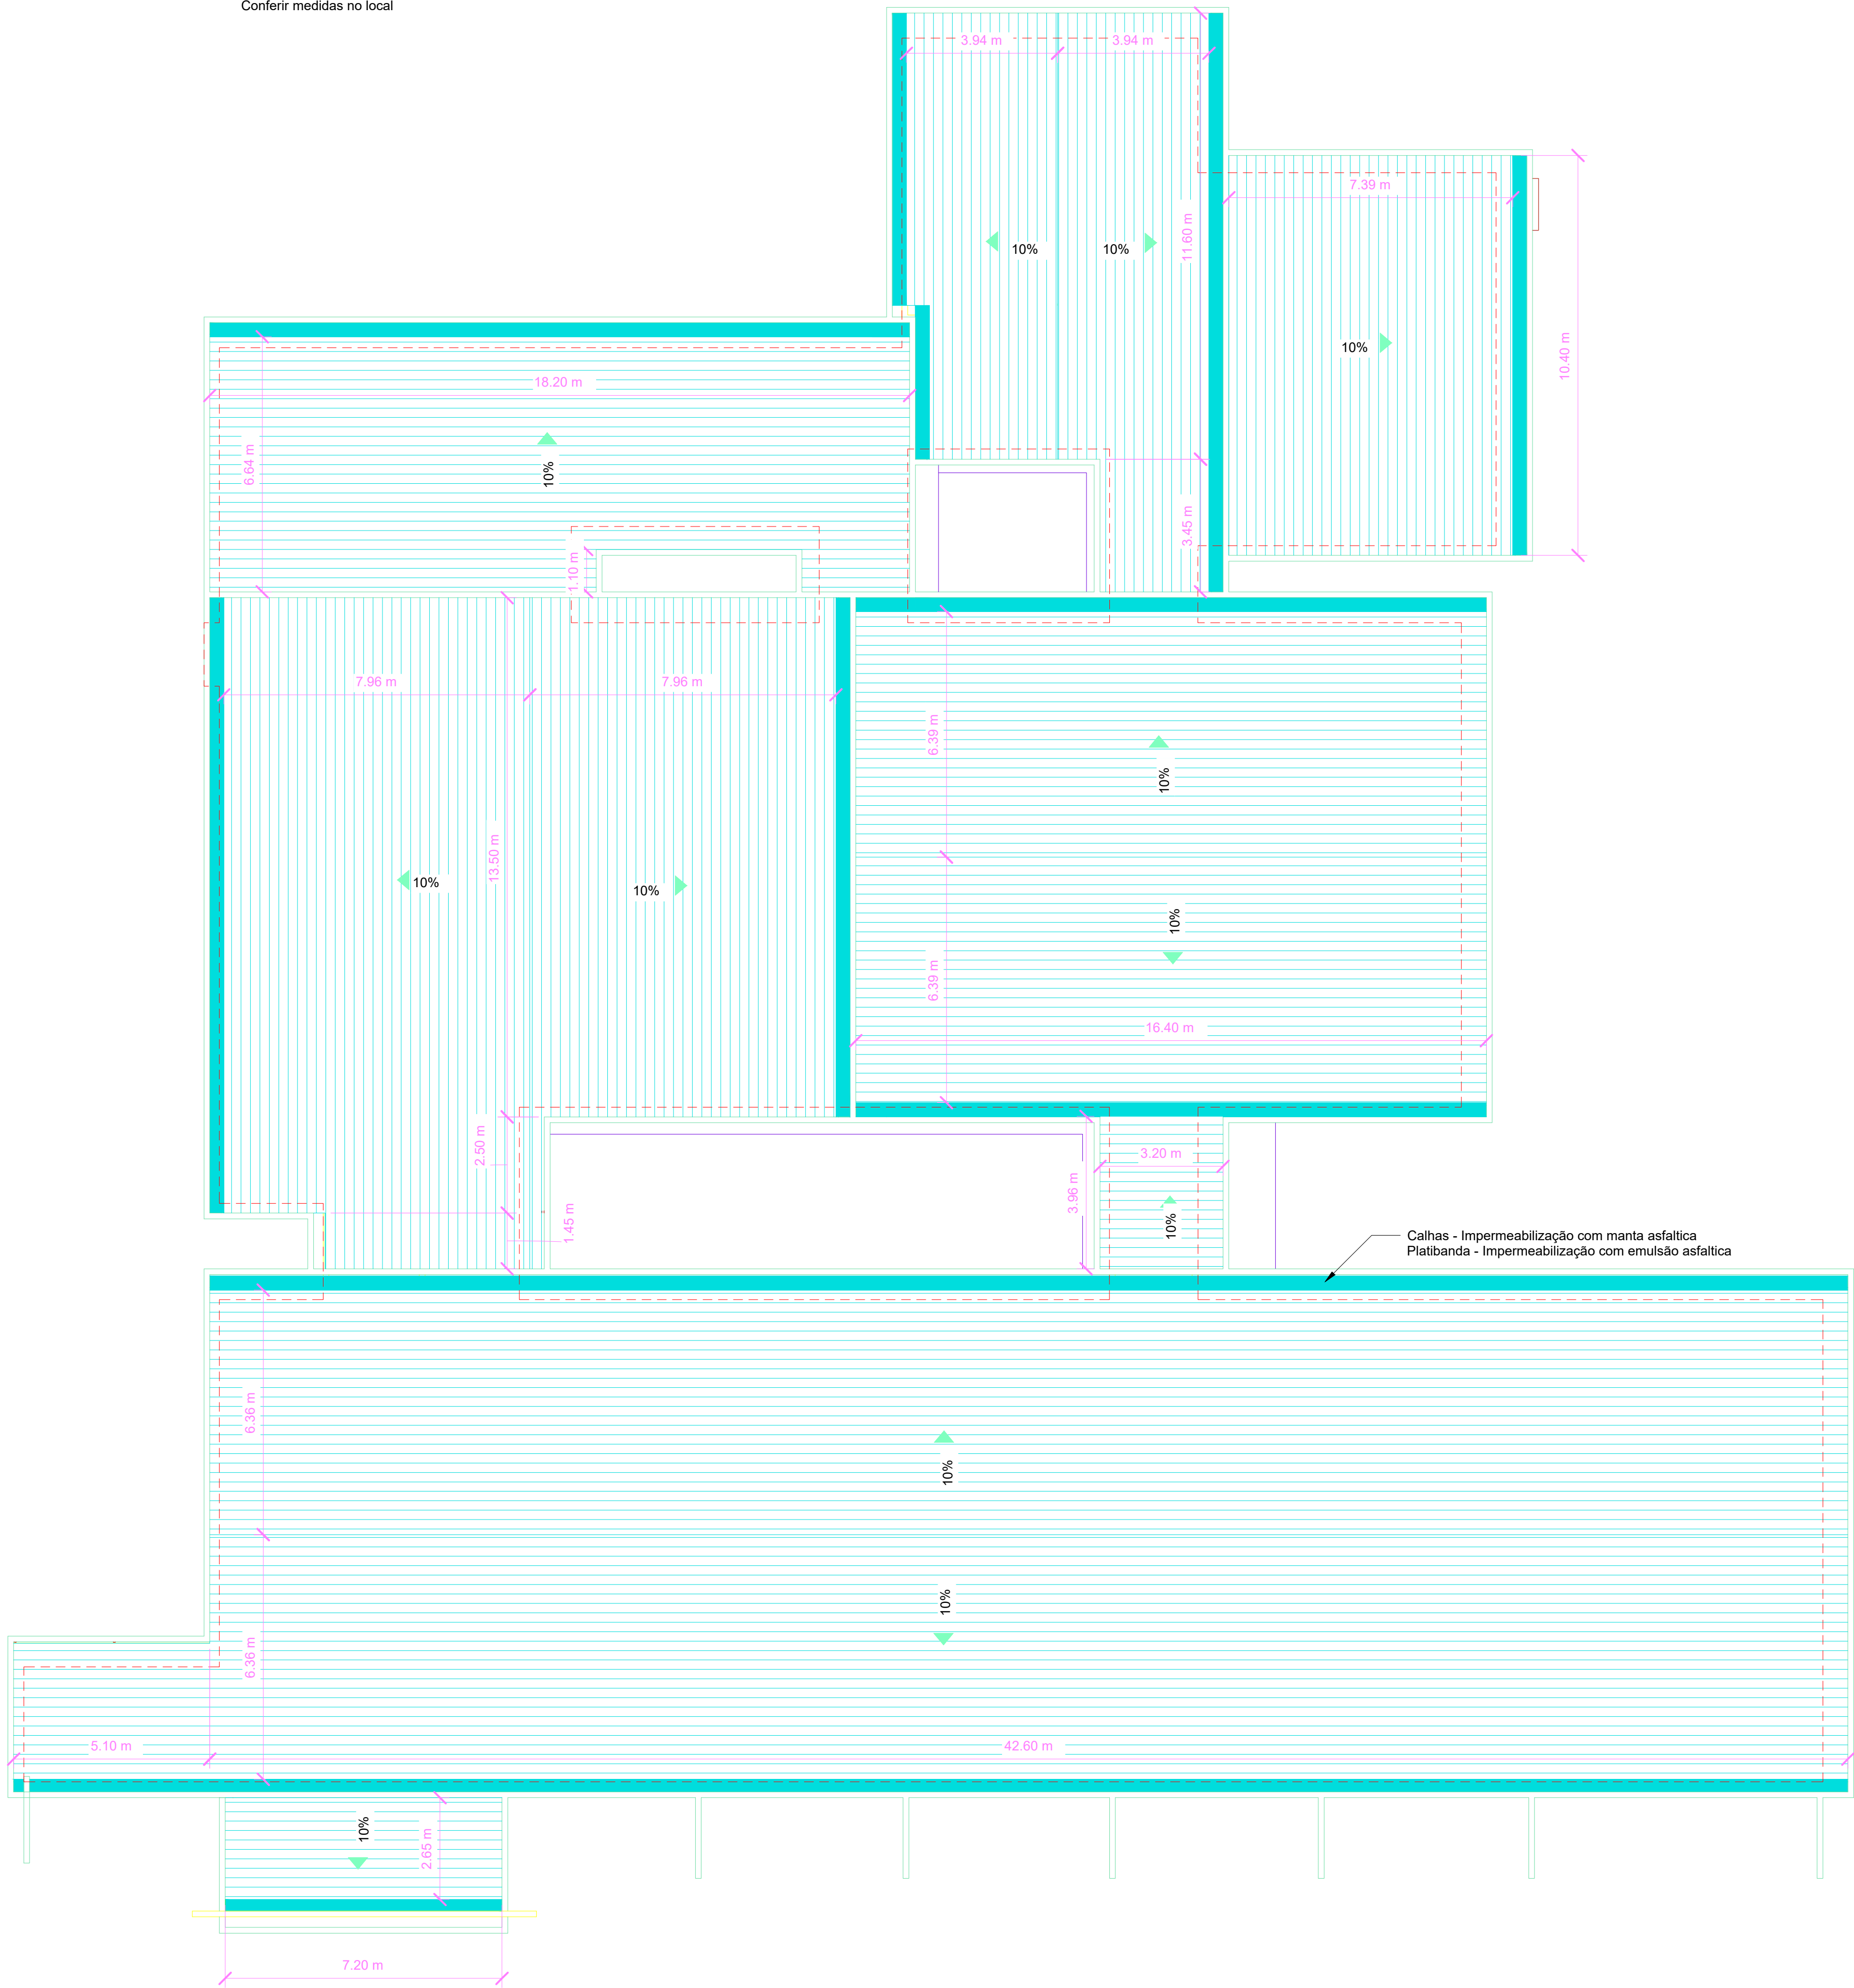 Conferir medidas no local
3.94 m
3.94 m
7.39 m
11.60 m
10%
10%
10%
10.40 m
18.20 m
6.64 m
10%
3.45 m
1.10 m
7.96 m
7.96 m
6.39 m
10%
13.50 m
10%
10%
10%
6.39 m
16.40 m
2.50 m
3.20 m
3.96 m
1.45 m
10%
Calhas - Impermeabilização com manta asfaltica
Platibanda - Impermeabilização com emulsão asfaltica
6.36 m
10%
10%
6.36 m
5.10 m
42.60 m
10%
2.65 m
7.20 m